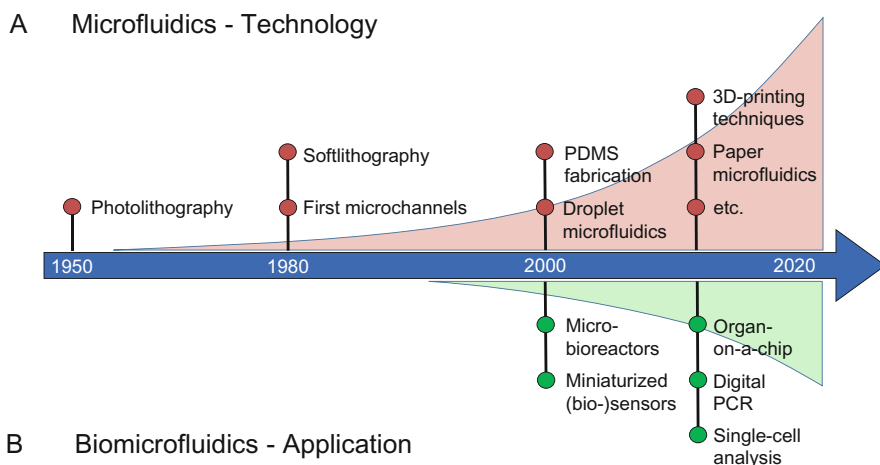 A Microfluidics - Technology
3D-printing
techniques
Softlithography
PDMS
fabrication
Paper
microfluidics
Photolithography
First microchannels
Droplet
microfluidics
etc.
1950 1980 2000 2020
Micro-
bioreactors
Organ-
on-a-chip
Miniaturized
(bio-)sensors
Digital
PCR
Single-cell
analysis
B Biomicrofluidics - Application